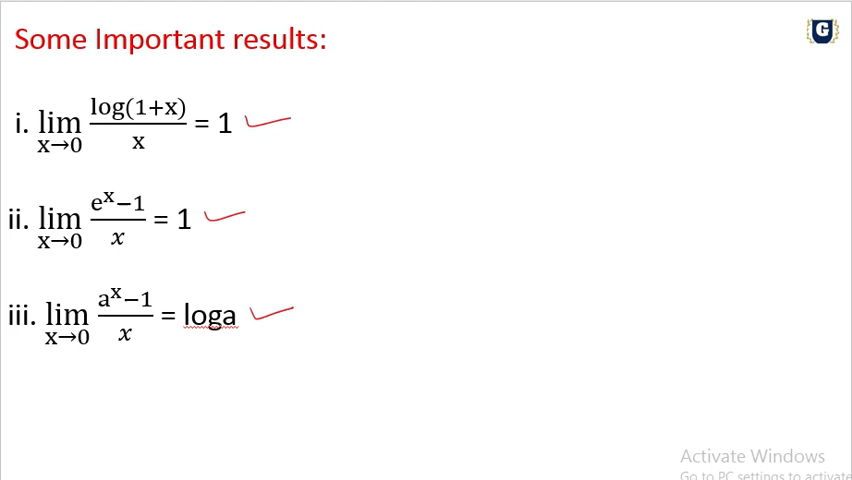 Some Important results:
G
i. lim x→0 log(1+x)/x = 1
ii. lim x→0 (eˣ−1)/x = 1
iii. lim x→0 (aˣ−1)/x = loga
Activate Windows
Go to PC settings to activate